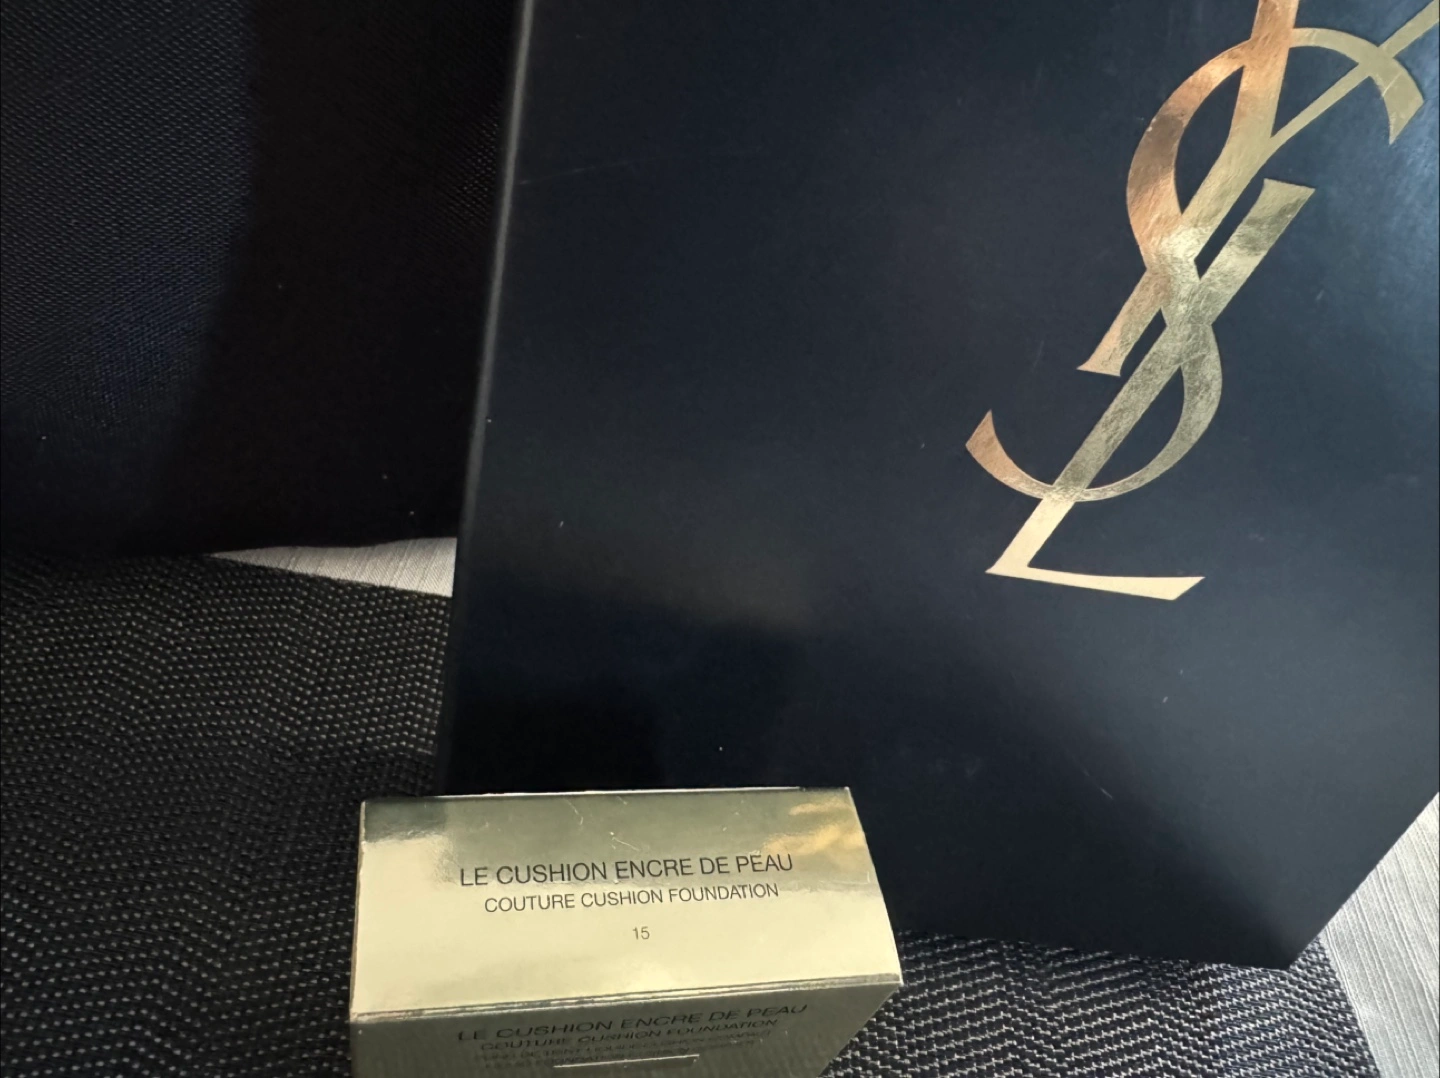 YSL
LE CUSHION ENCRE DE PEAU
COUTURE CUSHION FOUNDATION
15
LE CUSHION ENCRE DE PEAU
COUTURE CUSHION FOUNDATION